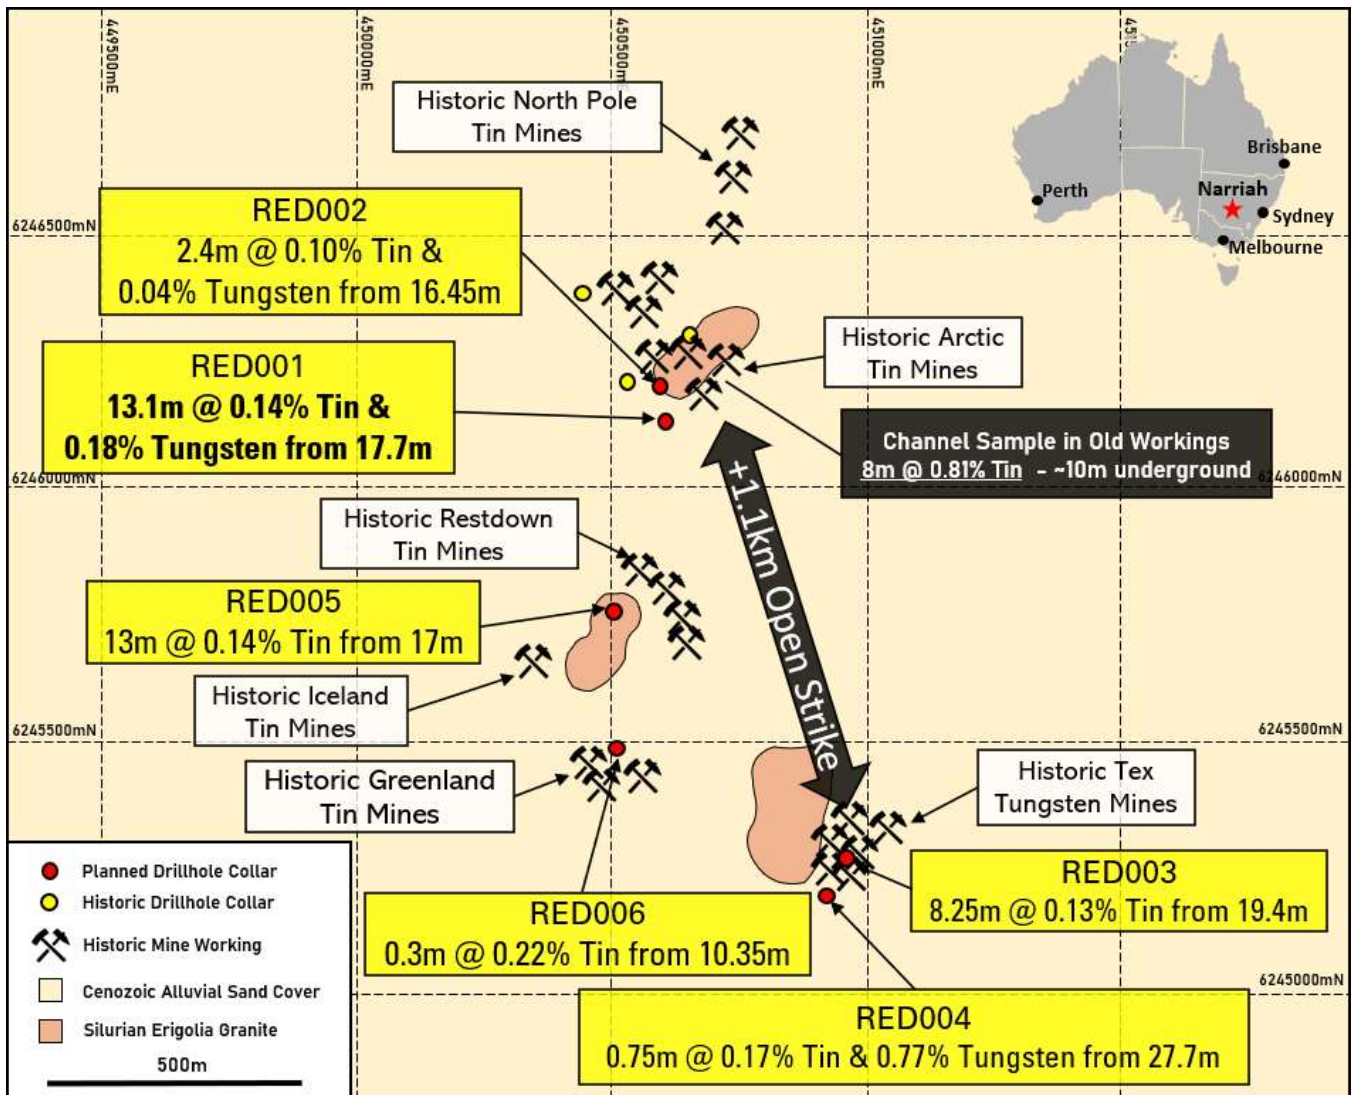 449500mE
450000mE
450500mE
451000mE
Historic North Pole
Tin Mines
Brisbane
Perth
Narriah
Sydney
Melbourne
RED002
2.4m @ 0.10% Tin &
0.04% Tungsten from 16.45m
6246500mN
Historic Arctic
Tin Mines
RED001
13.1m @ 0.14% Tin &
0.18% Tungsten from 17.7m
Channel Sample in Old Workings
8m @ 0.81% Tin - ~10m underground
6246000mN
6246000mN
+1.1km Open Strike
Historic Restdown
Tin Mines
RED005
13m @ 0.14% Tin from 17m
Historic Iceland
Tin Mines
6245500mN
6245500mN
Historic Greenland
Tin Mines
Historic Tex
Tungsten Mines
RED003
8.25m @ 0.13% Tin from 19.4m
RED006
0.3m @ 0.22% Tin from 10.35m
6245000mN
RED004
0.75m @ 0.17% Tin & 0.77% Tungsten from 27.7m
Planned Drillhole Collar
Historic Drillhole Collar
Historic Mine Working
Cenozoic Alluvial Sand Cover
Silurian Erigolia Granite
500m